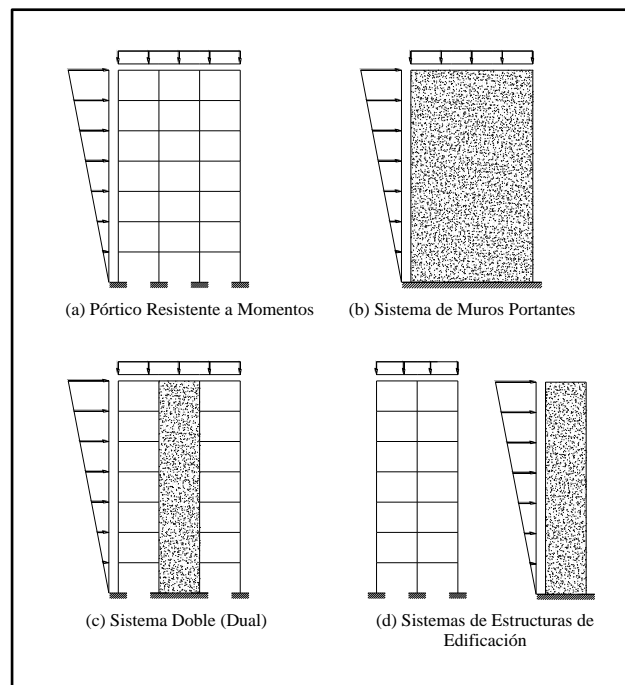 (a) Pórtico Resistente a Momentos
(b) Sistema de Muros Portantes
(c) Sistema Doble (Dual)
(d) Sistemas de Estructuras de
Edificación